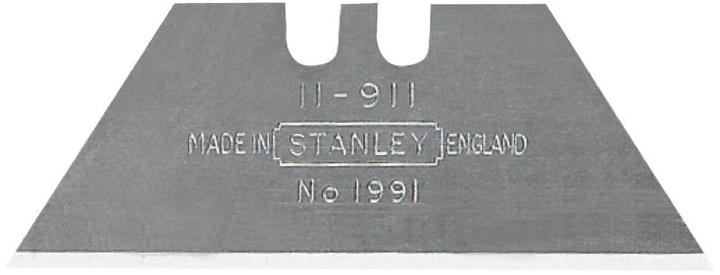 11-911
MADE IN STANLEY ENGLAND
No 1991